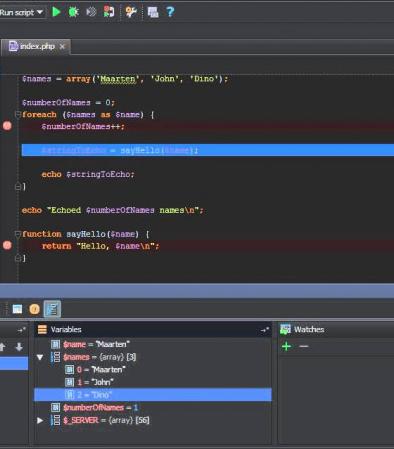 Run script
index.php
$names = array('Maarten', 'John', 'Dino');
$numberOfNames = 0;
foreach ($names as $name) {
$numberOfNames++;
$stringToEcho = sayHello($name);
echo $stringToEcho;
}
echo "Echoed $numberOfNames names\n";
function sayHello($name) {
return "Hello, $name\n";
}
Variables
Watches
$name = "Maarten"
$names = {array} [3]
0 = "Maarten"
1 = "John"
2 = "Dino"
$numberOfNames = 1
$_SERVER = {array} [56]